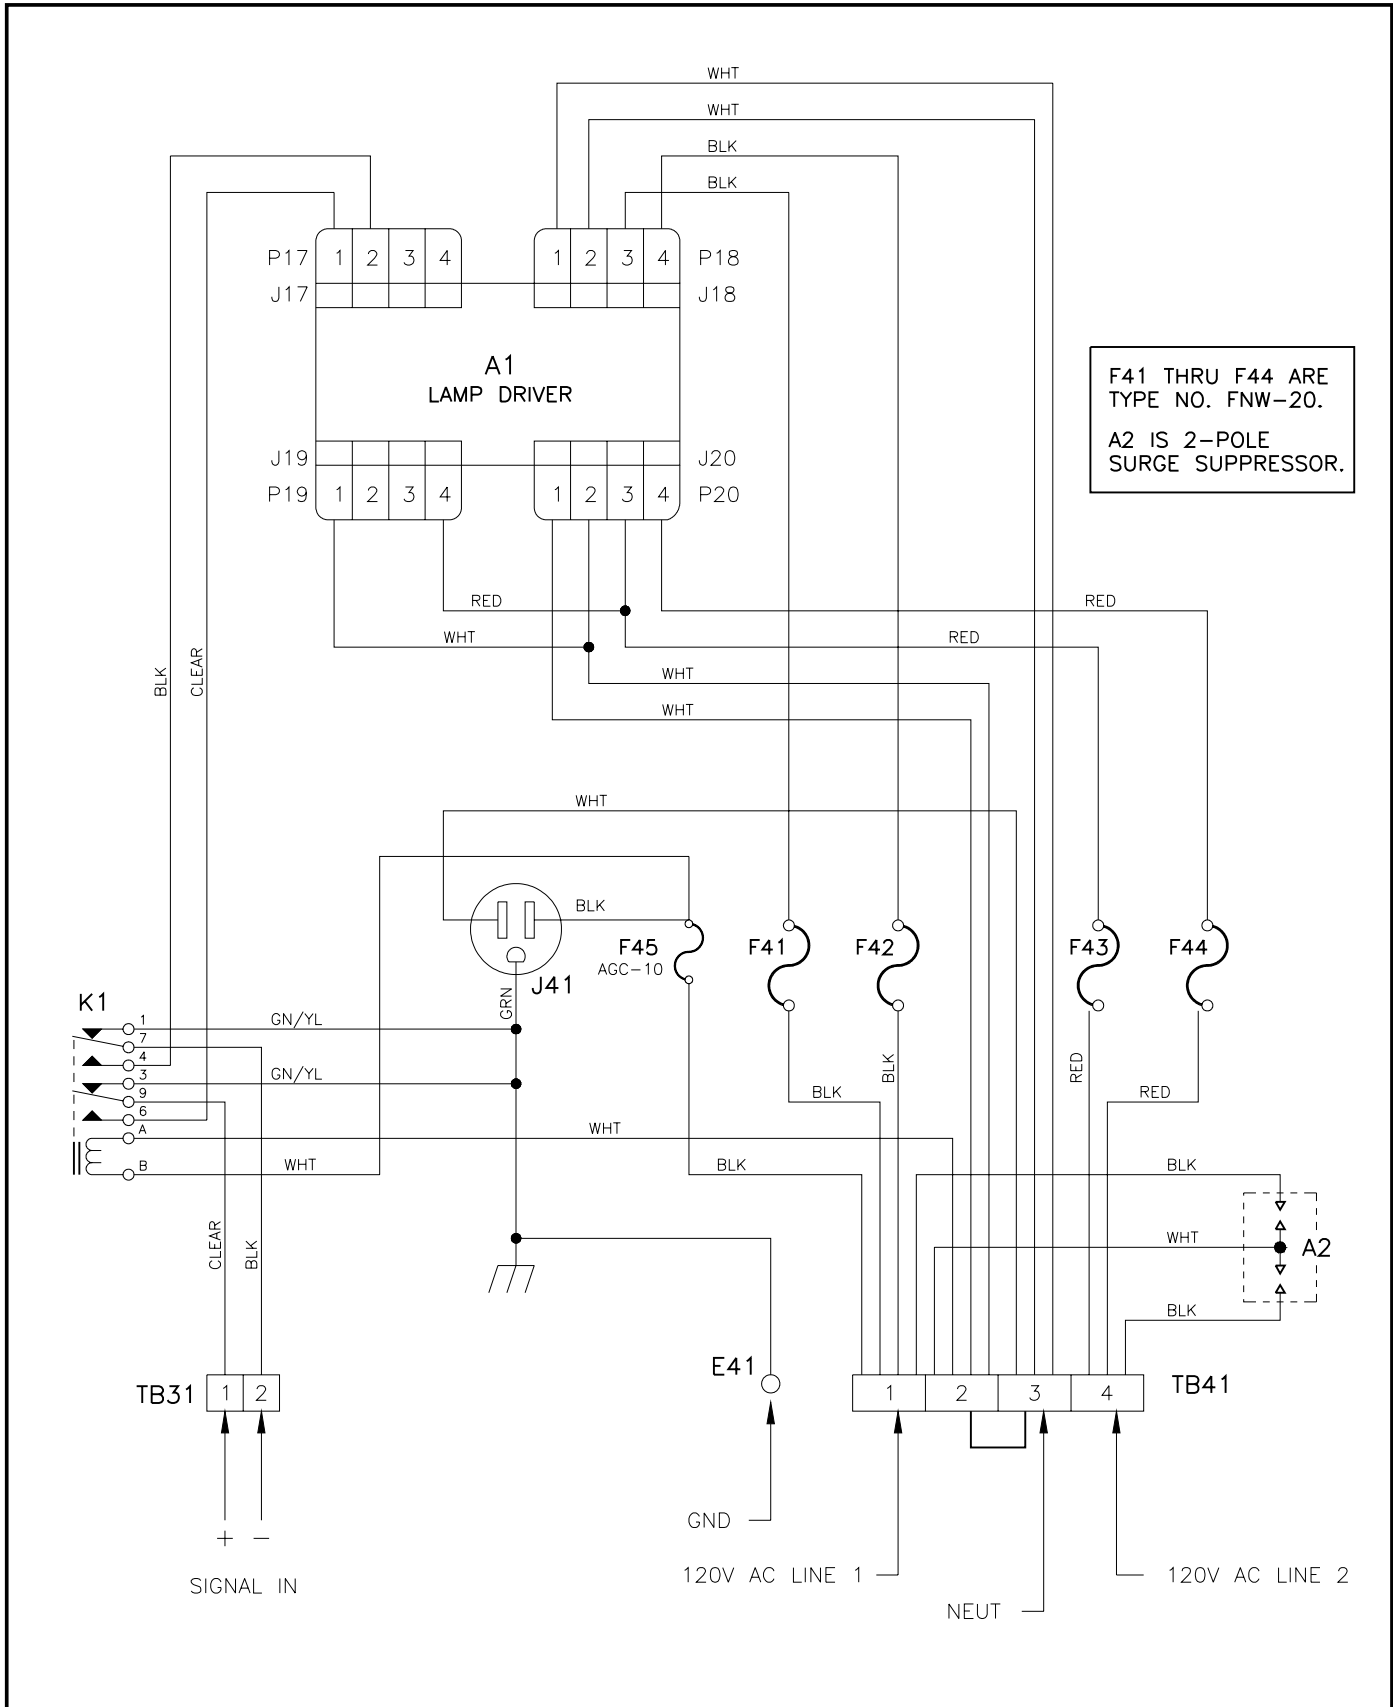 WHT
WHT
BLK
BLK
P17 1 2 3 4
1 2 3 4 P18
J17
J18
A1
LAMP DRIVER
F41 THRU F44 ARE
TYPE NO. FNW-20.
A2 IS 2-POLE
SURGE SUPPRESSOR.
J19
J20
P19 1 2 3 4
1 2 3 4 P20
RED
RED
WHT
RED
BLK
CLEAR
WHT
WHT
WHT
BLK
F45
AGC-10
F41
F42
F43
F44
J41
GRN
K1
1
7
4
3
9
6
A
B
GN/YL
GN/YL
BLK
BLK
RED
RED
WHT
WHT
BLK
BLK
CLEAR
BLK
WHT
A2
BLK
E41
TB31 1 2
1 2 3 4 TB41
+ -
GND
SIGNAL IN
120V AC LINE 1
120V AC LINE 2
NEUT